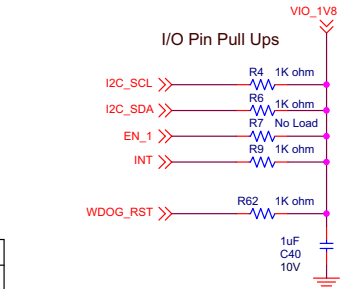 VIO_1V8
I/O Pin Pull Ups
I2C_SCL R4 1K ohm
I2C_SDA R6 1K ohm
EN_1 R7 No Load
INT R9 1K ohm
WDOG_RST R62 1K ohm
1uF
C40
10V